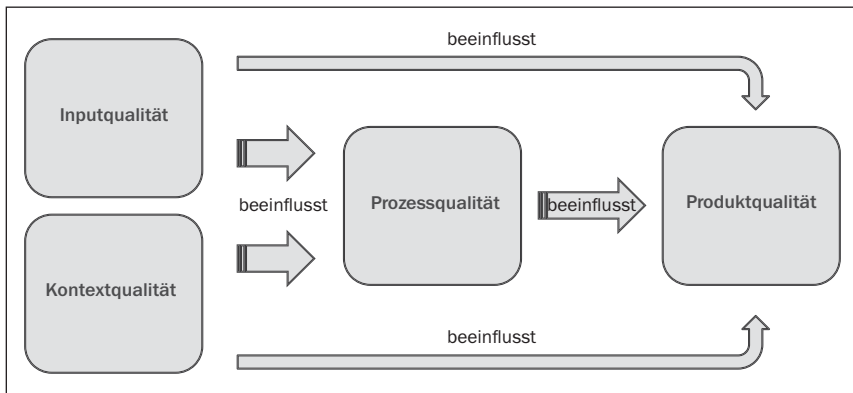 beeinflusst
Inputqualität
beeinflusst
Prozessqualität
beeinflusst
Produktqualität
Kontextqualität
beeinflusst